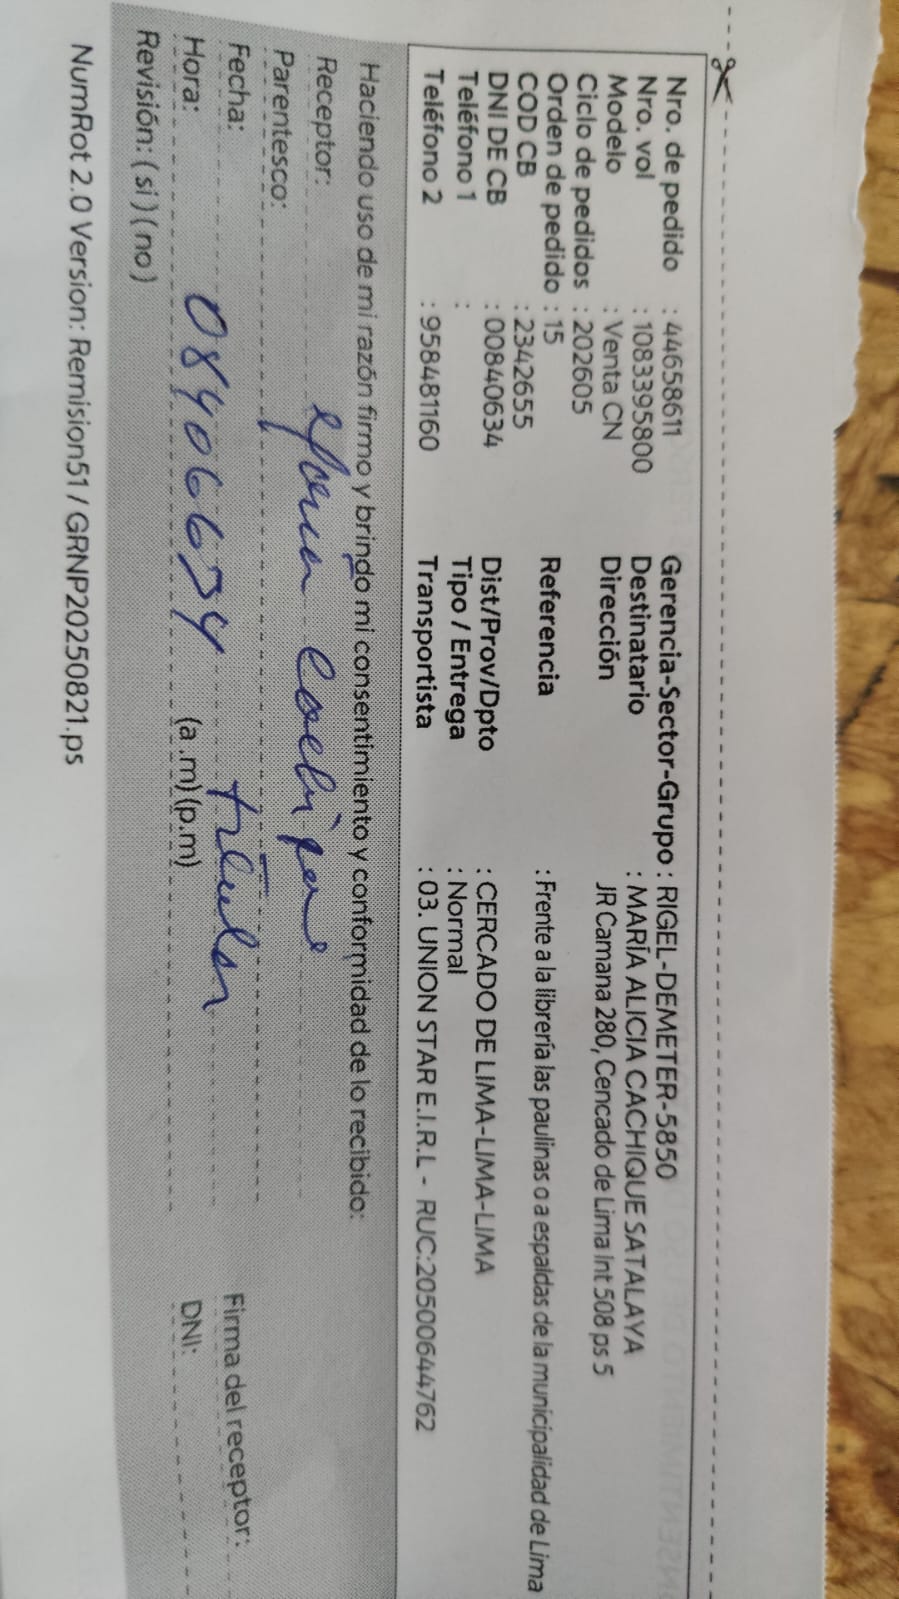 Nro. de pedido : 44658611
Nro. vol : 1083395800
Modelo : Venta CN
Ciclo de pedidos : 202605
Orden de pedido : 15
COD CB : 2342655
DNI DE CB : 00840634
Teléfono 1 :
Teléfono 2 : 958481160
Gerencia-Sector-Grupo : RIGEL-DEMETER-5850
Destinatario : MARÍA ALICIA CACHIQUE SATALAYA
Dirección JR Camana 280, Cencado de Lima Int 508 ps 5
Referencia : Frente a la librería las paulinas o a espaldas de la municipalidad de Lima
Dist/Prov/Dpto : CERCADO DE LIMA-LIMA-LIMA
Tipo / Entrega : Normal
Transportista : 03. UNION STAR E.I.R.L - RUC:20500644762
Haciendo uso de mi razón firmo y brindo mi consentimiento y conformidad de lo recibido:
Receptor:
Parentesco:
Fecha:
Firma del receptor:
Hora: (a .m) (p.m)
DNI:
Revisión: ( si ) ( no )
NumRot 2.0 Version: Remision51 / GRNP20250821.ps